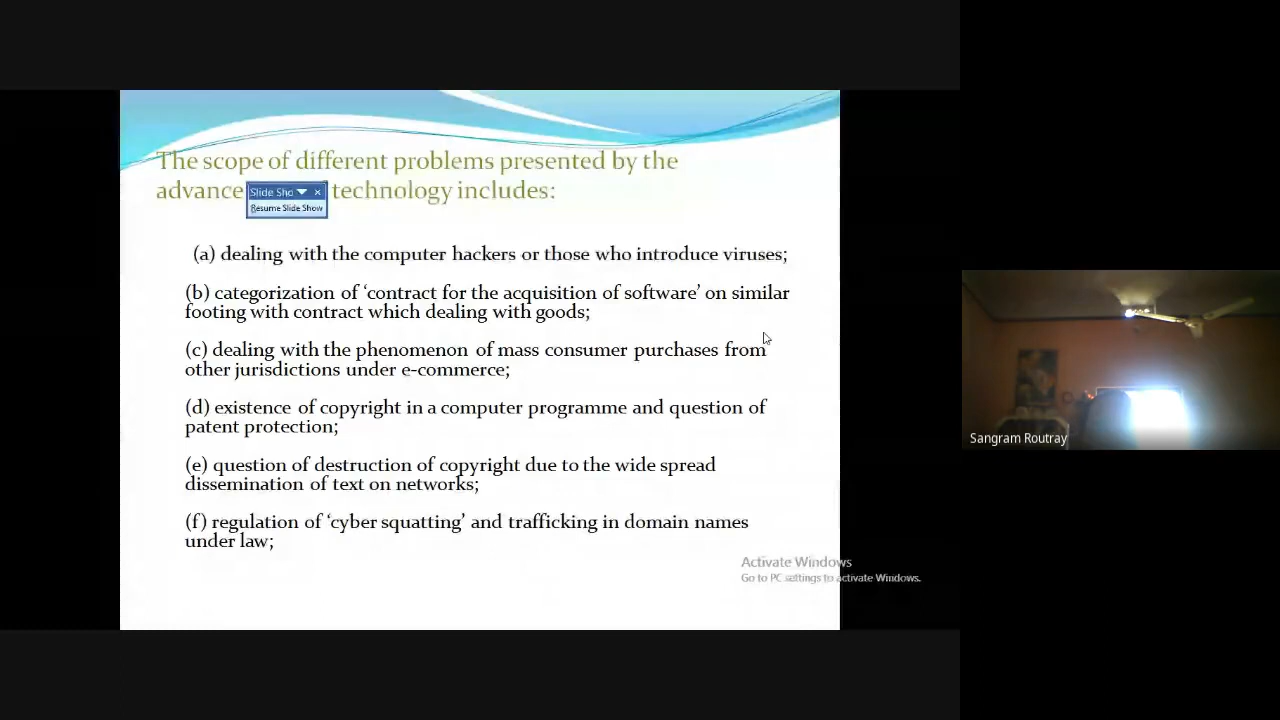 The scope of different problems presented by the
advance technology includes:
Slide Sho
Resume Slide Show
(a) dealing with the computer hackers or those who introduce viruses;
(b) categorization of ‘contract for the acquisition of software’ on similar
footing with contract which dealing with goods;
(c) dealing with the phenomenon of mass consumer purchases from
other jurisdictions under e-commerce;
(d) existence of copyright in a computer programme and question of
patent protection;
(e) question of destruction of copyright due to the wide spread
dissemination of text on networks;
(f) regulation of ‘cyber squatting’ and trafficking in domain names
under law;
Activate Windows
Go to PC settings to activate Windows.
Sangram Routray